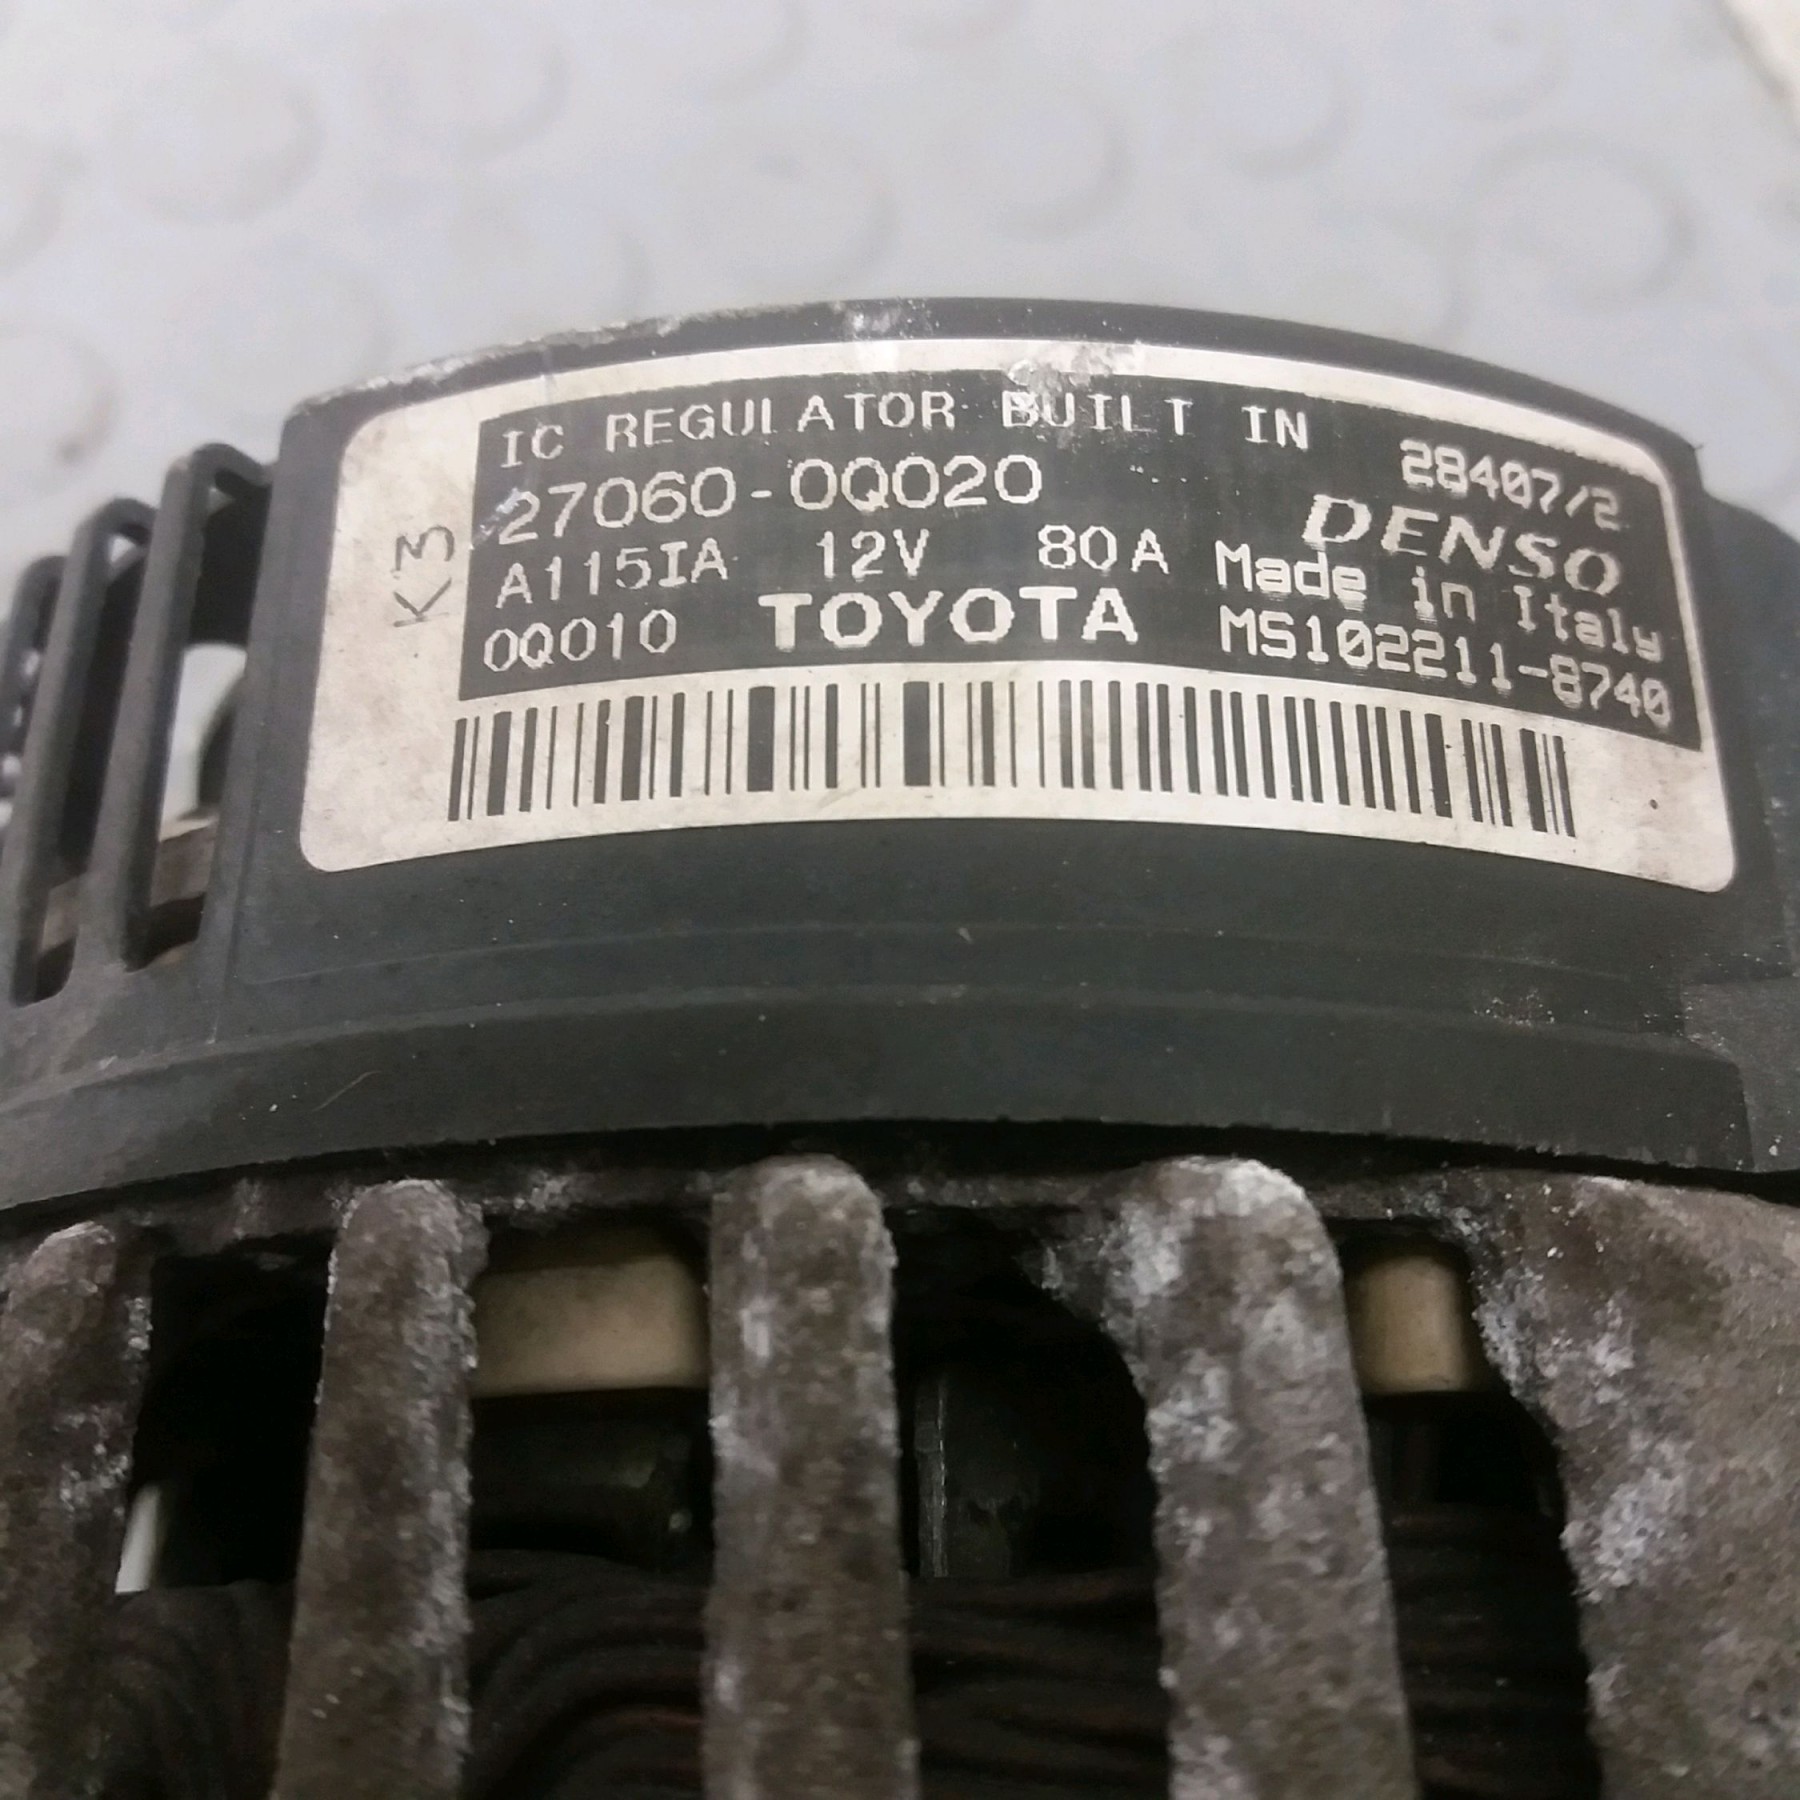 IC REGULATOR BUILT IN
28407/2
27060-0Q020
DENSO
A115IA 12V 80A
Made in Italy
0Q010 TOYOTA
MS102211-8740
K3